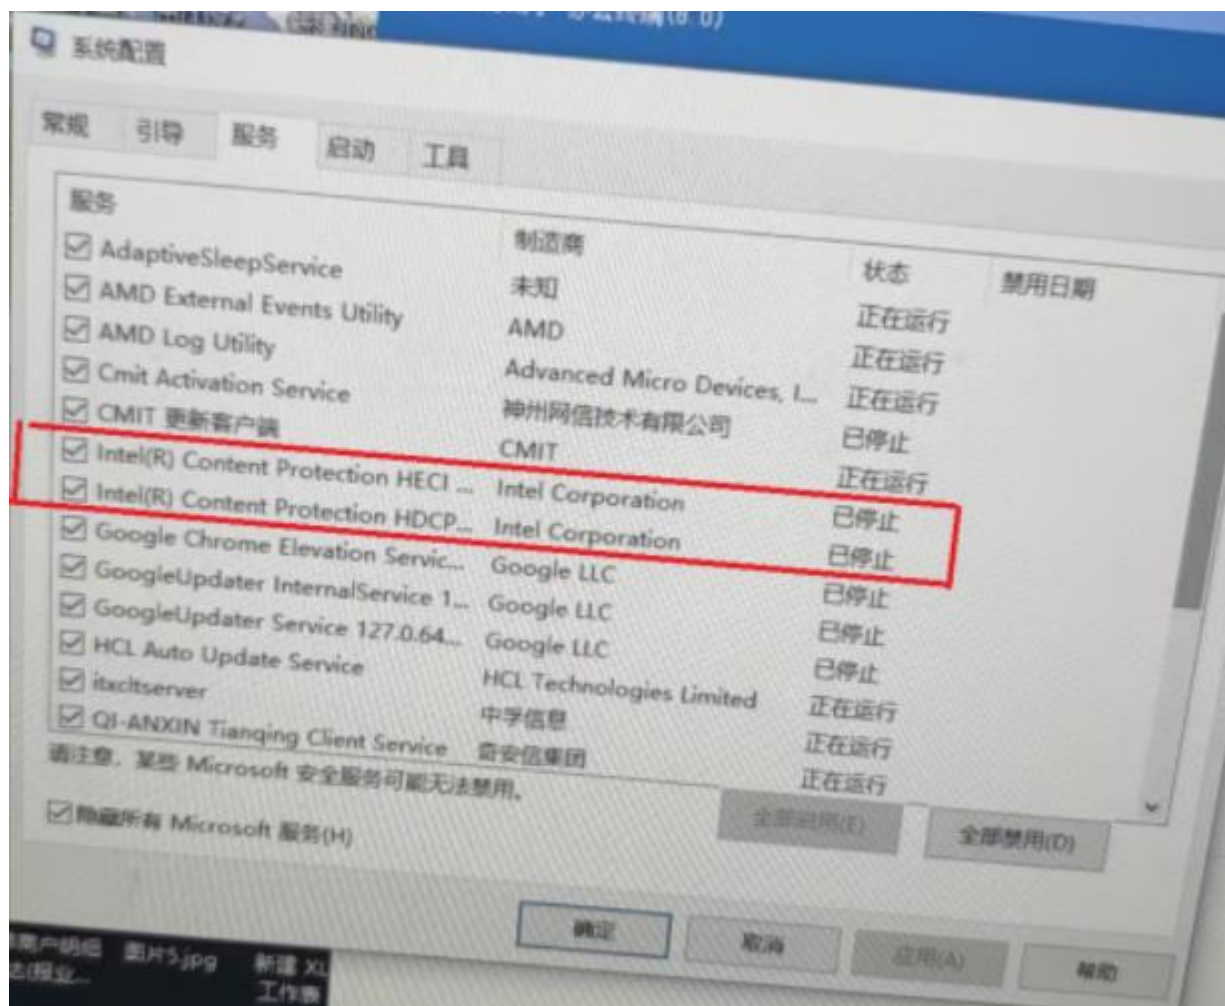 系统配置
常规 引导 服务 启动 工具
服务 制造商 状态 禁用日期
AdaptiveSleepService 未知 正在运行
AMD External Events Utility AMD 正在运行
AMD Log Utility Advanced Micro Devices, I... 正在运行
Cmit Activation Service 神州网信技术有限公司 已停止
CMIT 更新客户端 CMIT 正在运行
Intel(R) Content Protection HECI ... Intel Corporation 已停止
Intel(R) Content Protection HDCP... Intel Corporation 已停止
Google Chrome Elevation Servic... Google LLC 已停止
GoogleUpdater InternalService 1... Google LLC 已停止
GoogleUpdater Service 127.0.64... Google LLC 已停止
HCL Auto Update Service HCL Technologies Limited 正在运行
itxcltserver 中孚信息 正在运行
QI-ANXIN Tianqing Client Service 奇安信集团 正在运行
请注意，某些 Microsoft 安全服务可能无法禁用。
全部启用(E) 全部禁用(D)
隐藏所有 Microsoft 服务(H)
确定 取消 应用(A) 帮助
图片5.jpg 新建 XL
工作表